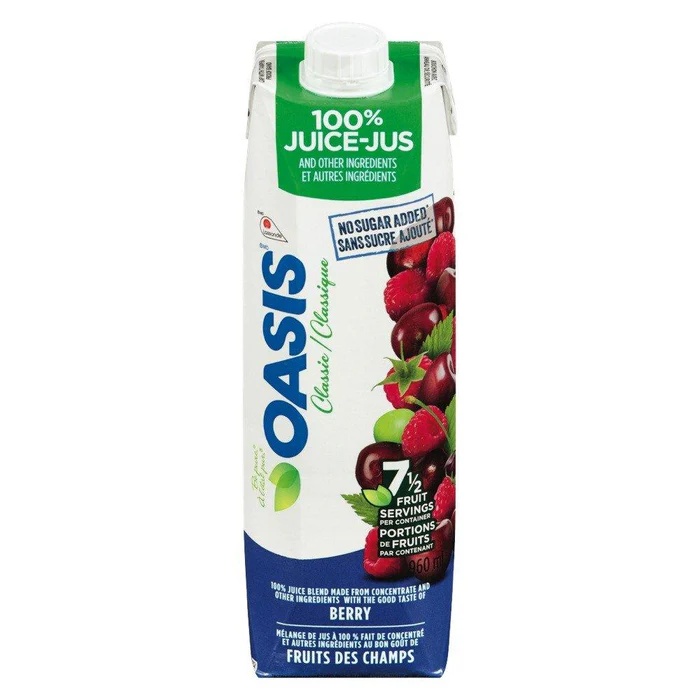 100%
JUICE-JUS
AND OTHER INGREDIENTS
ET AUTRES INGRÉDIENTS
NO SUGAR ADDED*
SANS SUCRE AJOUTÉ*
OASIS
Classic / Classique
7 1/2
FRUIT
SERVINGS
PER CONTAINER
PORTIONS
DE FRUITS
PAR CONTENANT
960 ml
100% JUICE BLEND MADE FROM CONCENTRATE AND
OTHER INGREDIENTS WITH THE GOOD TASTE OF
BERRY
MÉLANGE DE JUS À 100 % FAIT DE CONCENTRÉ
ET AUTRES INGRÉDIENTS AU BON GOÛT DE
FRUITS DES CHAMPS